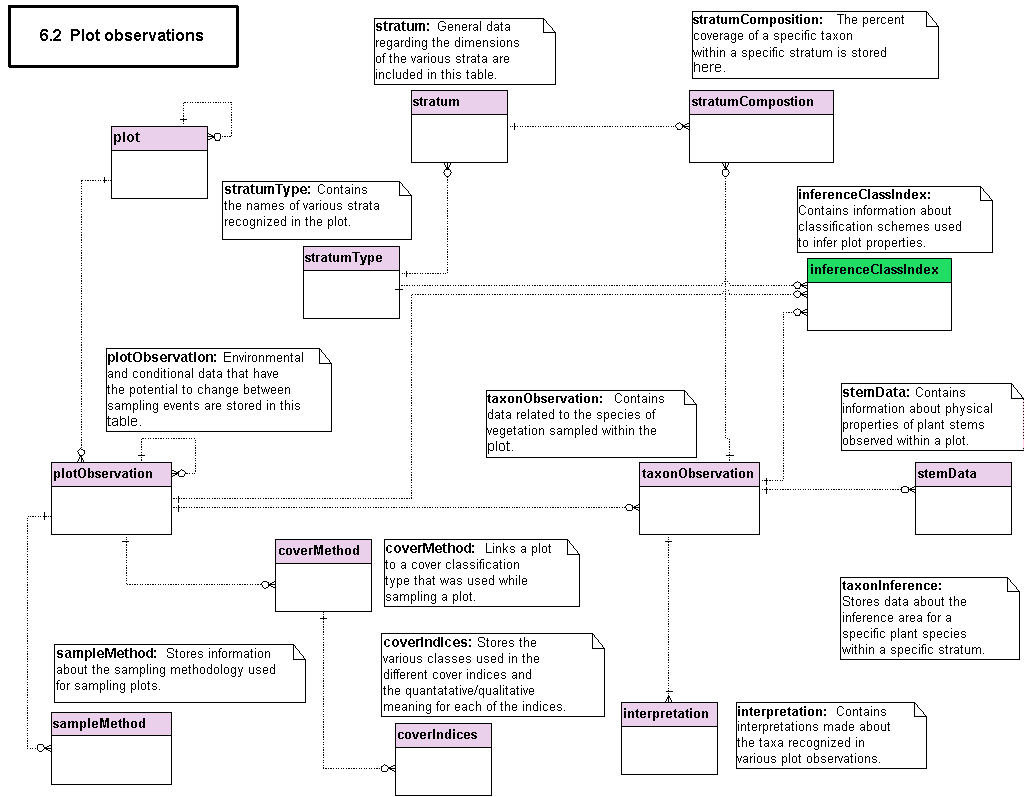 6.2 Plot observations
stratum: General data
regarding the dimensions
of the various strata are
included in this table.
stratumComposition: The percent
coverage of a specific taxon
within a specific stratum is stored
here.
stratum
stratumCompostion
plot
stratumType: Contains
the names of various strata
recognized in the plot.
inferenceClassIndex:
Contains information about
classification schemes used
to infer plot properties.
stratumType
inferenceClassIndex
plotObservation: Environmental
and conditional data that have
the potential to change between
sampling events are stored in this
table.
taxonObservation: Contains
data related to the species of
vegetation sampled within the
plot.
stemData: Contains
information about physical
properties of plant stems
observed within a plot.
plotObservation
taxonObservation
stemData
coverMethod
coverMethod: Links a plot
to a cover classification
type that was used while
sampling a plot.
taxonInference:
Stores data about the
inference area for a
specific plant species
within a specific stratum.
sampleMethod: Stores information
about the sampling methodology used
for sampling plots.
coverIndices: Stores the
various classes used in the
different cover indices and
the quantatative/qualitative
meaning for each of the indices.
sampleMethod
coverIndices
interpretation
interpretation: Contains
interpretations made about
the taxa recognized in
various plot observations.